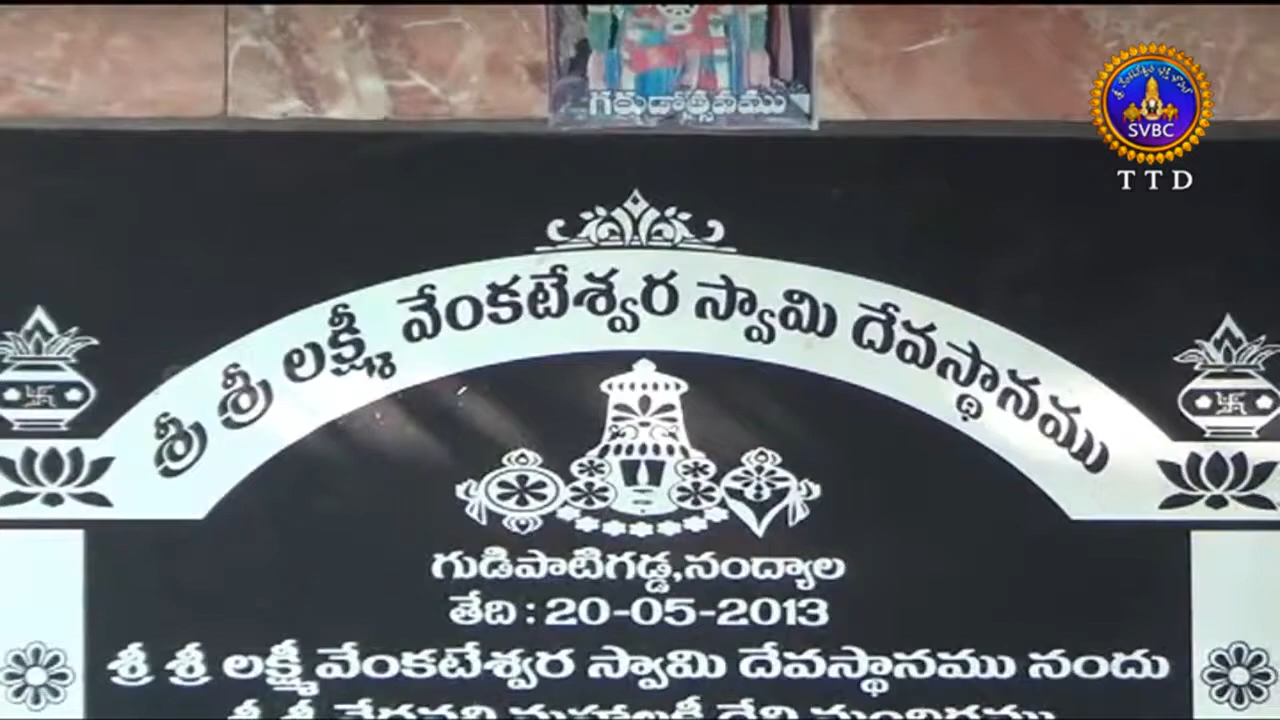 గరుడోత్సవము
SVBC
TTD
శ్రీ శ్రీ లక్ష్మీ వేంకటేశ్వర స్వామి దేవస్థానము
గుడిపాటిగడ్డ,నంద్యాల
తేది : 20-05-2013
శ్రీ శ్రీ లక్ష్మీవేంకటేశ్వర స్వామి దేవస్థానము నందు